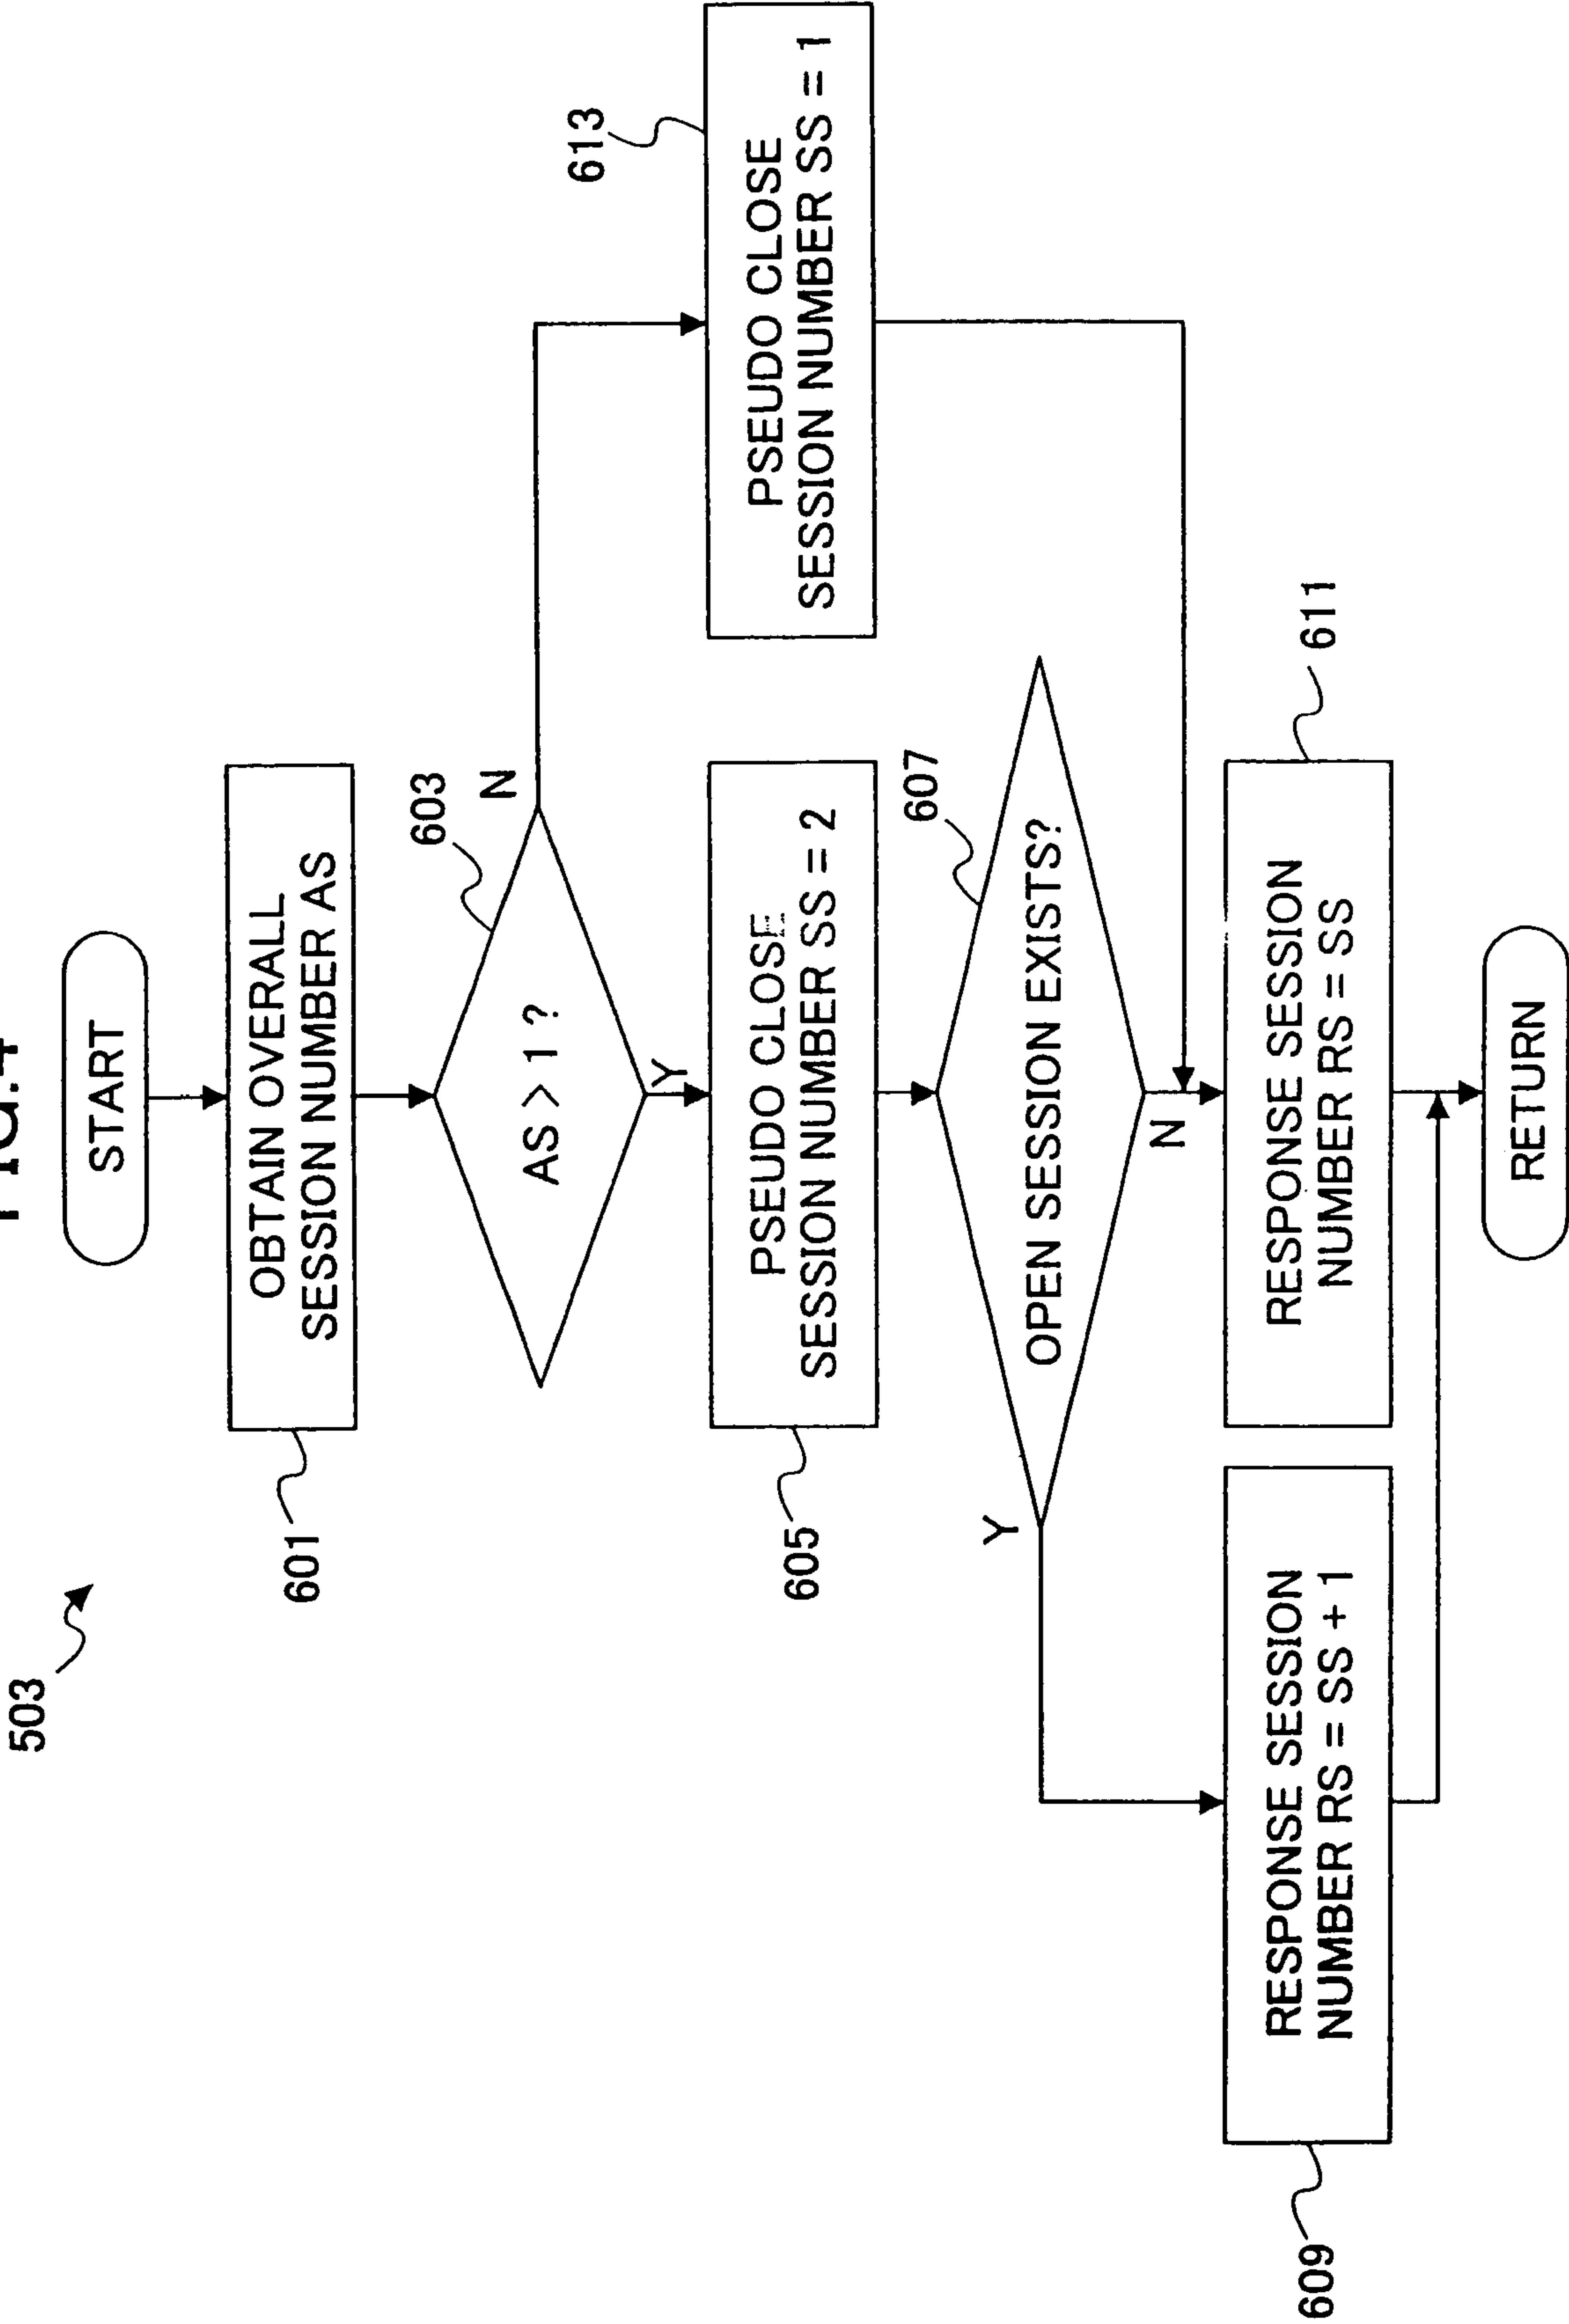 503
START
601
OBTAIN OVERALL
SESSION NUMBER AS
603
AS > 1 ?
N
Y
605
PSEUDO CLOSE
SESSION NUMBER SS = 2
613
PSEUDO CLOSE
SESSION NUMBER SS = 1
607
OPEN SESSION EXISTS?
Y
N
609
RESPONSE SESSION
NUMBER RS = SS + 1
611
RESPONSE SESSION
NUMBER RS = SS
RETURN